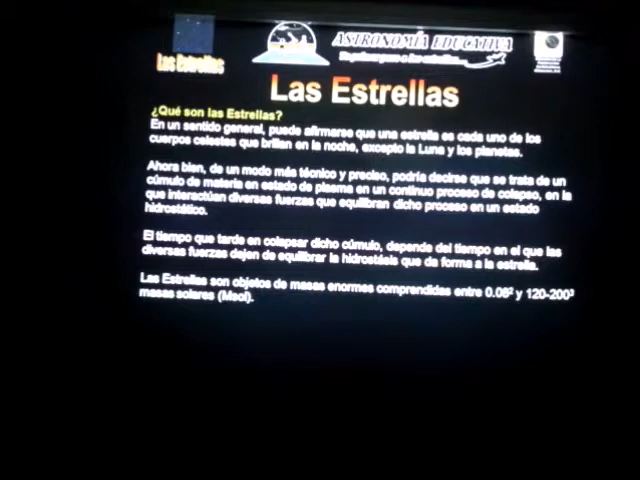 Las Estrellas
ASTRONOMÍA EDUCATIVA
Las Estrellas
¿Qué son las Estrellas?
En un sentido general, puede afirmarse que una estrella es cada uno de los
cuerpos celestes que brillan en la noche, excepto la Luna y los planetas.
Ahora bien, de un modo más técnico y preciso, podría decirse que se trata de un
cúmulo de materia en estado de plasma en un continuo proceso de colapso, en la
que interactúan diversas fuerzas que equilibran dicho proceso en un estado
hidrostático.
El tiempo que tarde en colapsar dicho cúmulo, depende del tiempo en el que las
diversas fuerzas dejen de equilibrar la hidrostásis que da forma a la estrella.
Las Estrellas son objetos de masas enormes comprendidas entre 0.08² y 120-200³
masas solares (Msol).